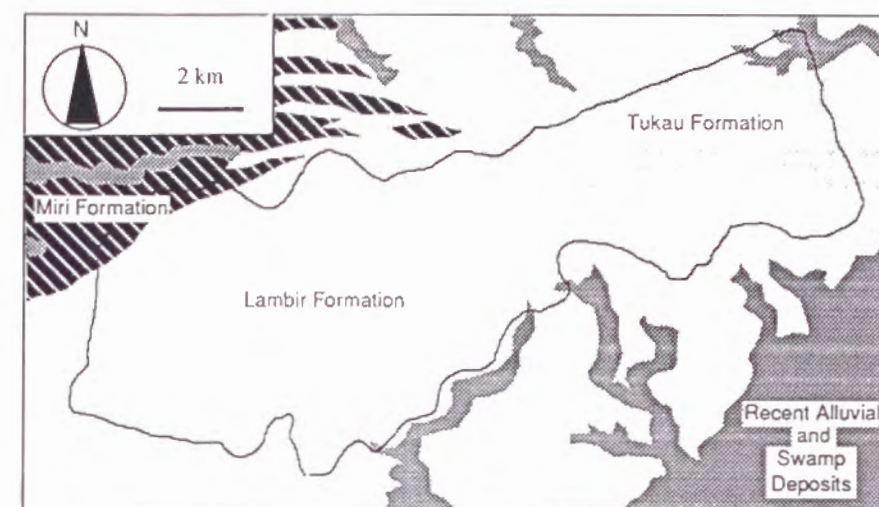 N
2 km
Tukau Formation
Miri Formation
Lambir Formation
Recent Alluvial
and
Swamp
Deposits